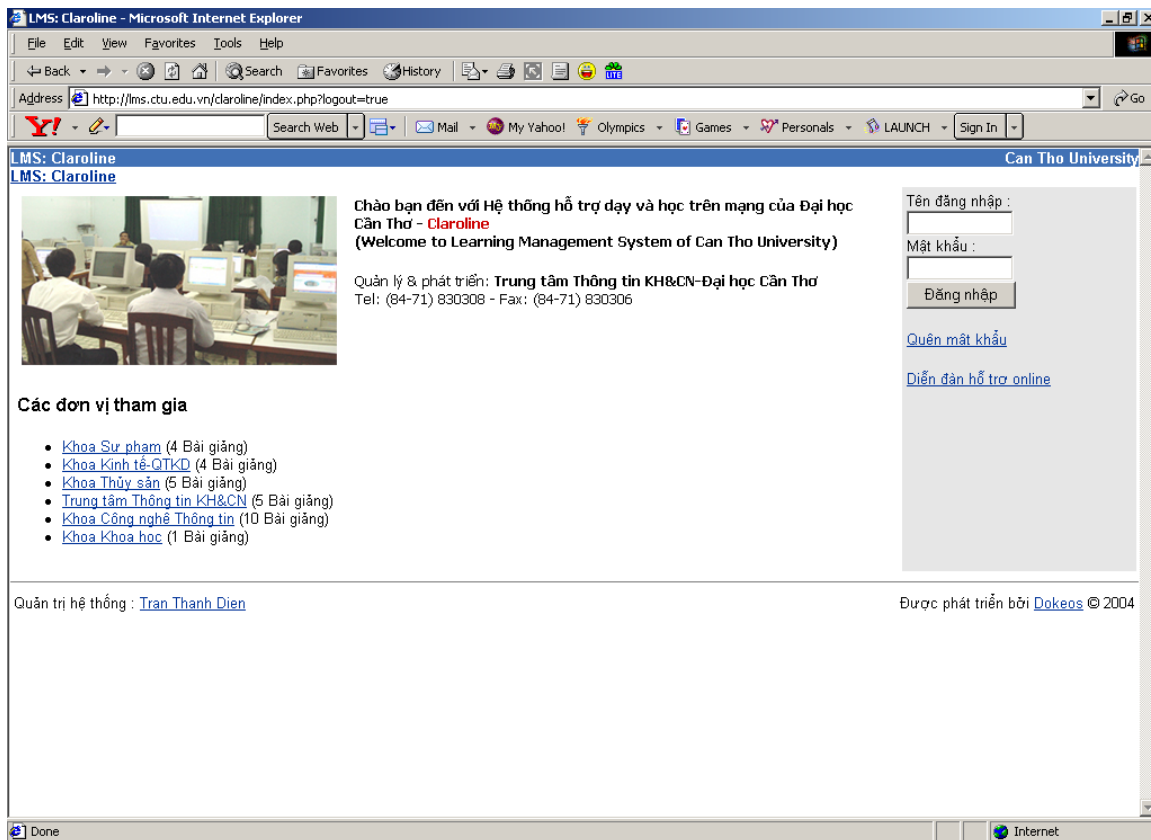 LMS: Claroline - Microsoft Internet Explorer
File Edit View Favorites Tools Help
Back Search Favorites History
Address http://lms.ctu.edu.vn/claroline/index.php?logout=true Go
Y! Search Web Mail My Yahoo! Olympics Games Personals LAUNCH Sign In
LMS: Claroline Can Tho University
LMS: Claroline
Chào bạn đến với Hệ thống hỗ trợ dạy và học trên mạng của Đại học
Cần Thơ - Claroline
(Welcome to Learning Management System of Can Tho University)
Quản lý & phát triển: Trung tâm Thông tin KH&CN-Đại học Cần Thơ
Tel: (84-71) 830308 - Fax: (84-71) 830306
Tên đăng nhập :
Mật khẩu :
Đăng nhập
Quên mật khẩu
Diễn đàn hỗ trợ online
Các đơn vị tham gia
Khoa Sư phạm (4 Bài giảng)
Khoa Kinh tế-QTKD (4 Bài giảng)
Khoa Thủy sản (5 Bài giảng)
Trung tâm Thông tin KH&CN (5 Bài giảng)
Khoa Công nghệ Thông tin (10 Bài giảng)
Khoa Khoa học (1 Bài giảng)
Quản trị hệ thống : Tran Thanh Dien Được phát triển bởi Dokeos © 2004
Done Internet